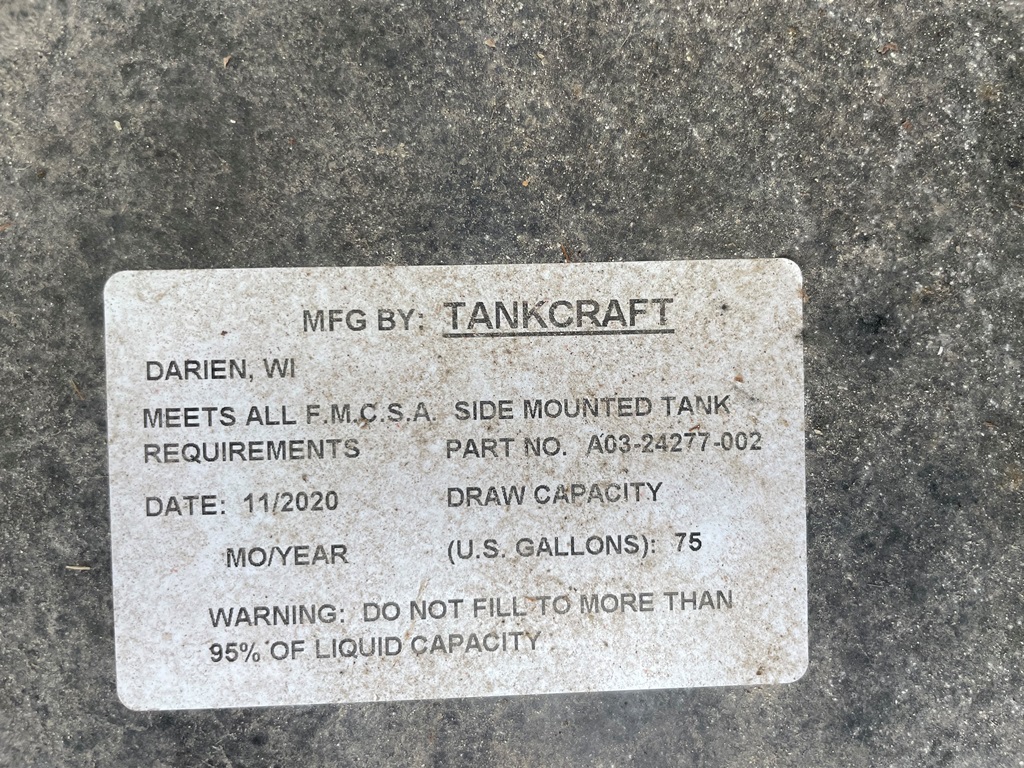 MFG BY: TANKCRAFT
DARIEN, WI
MEETS ALL F.M.C.S.A. SIDE MOUNTED TANK
REQUIREMENTS PART NO. A03-24277-002
DATE: 11/2020 DRAW CAPACITY
MO/YEAR (U.S. GALLONS): 75
WARNING: DO NOT FILL TO MORE THAN
95% OF LIQUID CAPACITY